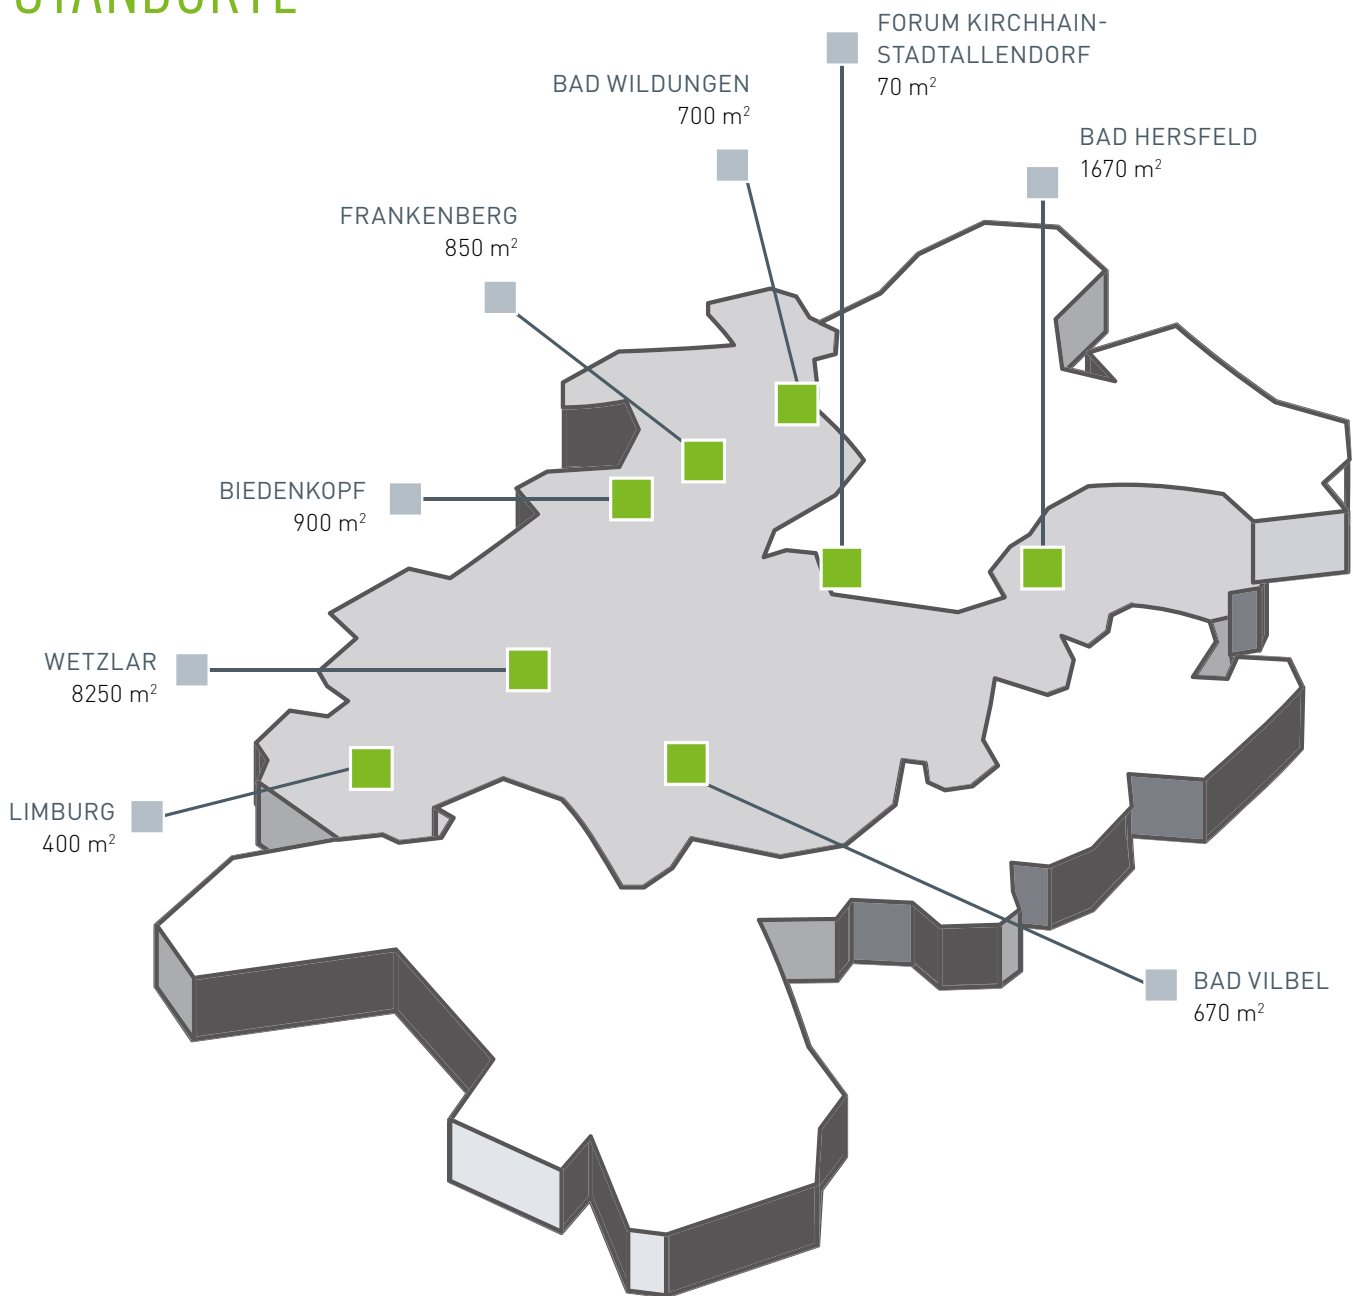 STANDORTE
FORUM KIRCHHAIN-
STADTALLENDORF
70 m²
BAD WILDUNGEN
700 m²
BAD HERSFELD
1670 m²
FRANKENBERG
850 m²
BIEDENKOPF
900 m²
WETZLAR
8250 m²
LIMBURG
400 m²
BAD VILBEL
670 m²